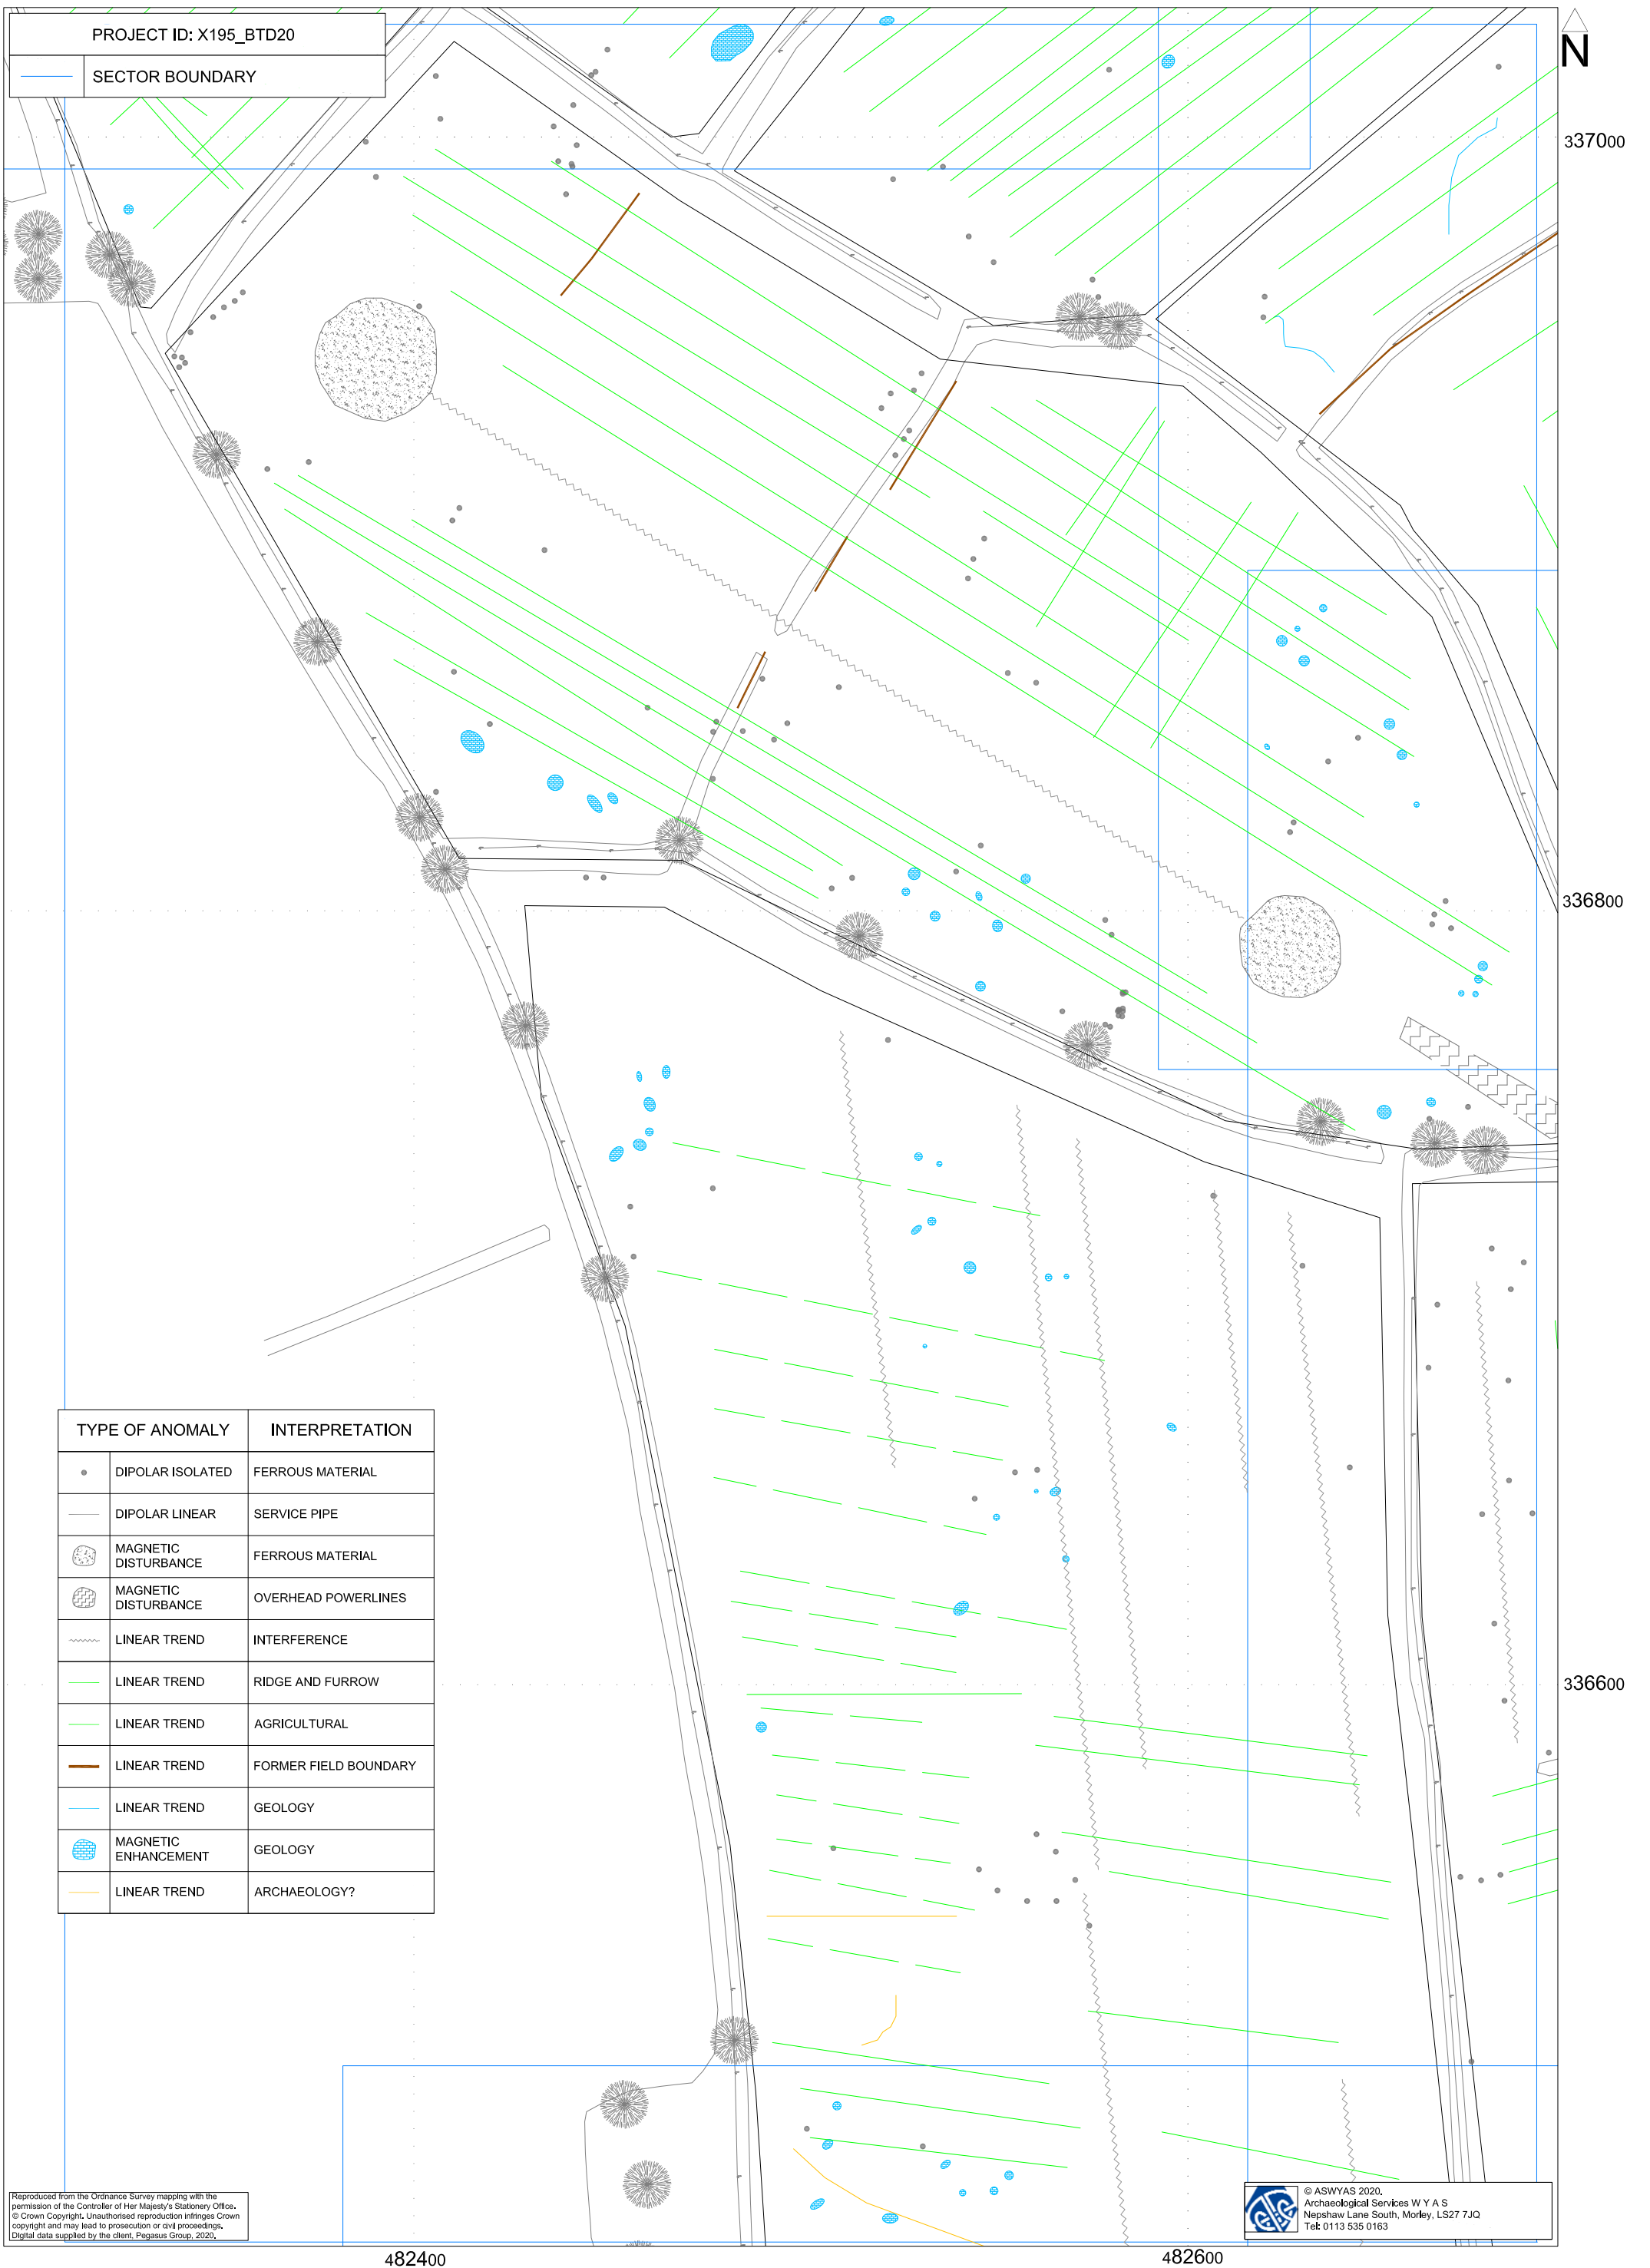 PROJECT ID: X195_BTD20
SECTOR BOUNDARY
N
337000
336800
TYPE OF ANOMALY INTERPRETATION
DIPOLAR ISOLATED FERROUS MATERIAL
DIPOLAR LINEAR SERVICE PIPE
MAGNETIC
DISTURBANCE
FERROUS MATERIAL
MAGNETIC
DISTURBANCE
OVERHEAD POWERLINES
LINEAR TREND INTERFERENCE
LINEAR TREND RIDGE AND FURROW
LINEAR TREND AGRICULTURAL
LINEAR TREND FORMER FIELD BOUNDARY
LINEAR TREND GEOLOGY
MAGNETIC
ENHANCEMENT
GEOLOGY
LINEAR TREND ARCHAEOLOGY?
336600
Reproduced from the Ordnance Survey mapping with the
permission of the Controller of Her Majesty's Stationery Office.
© Crown Copyright. Unauthorised reproduction infringes Crown
copyright and may lead to prosecution or civil proceedings.
Digital data supplied by the client, Pegasus Group, 2020.
© ASWYAS 2020.
Archaeological Services W Y A S
Nepshaw Lane South, Morley, LS27 7JQ
Tel: 0113 535 0163
482400
482600